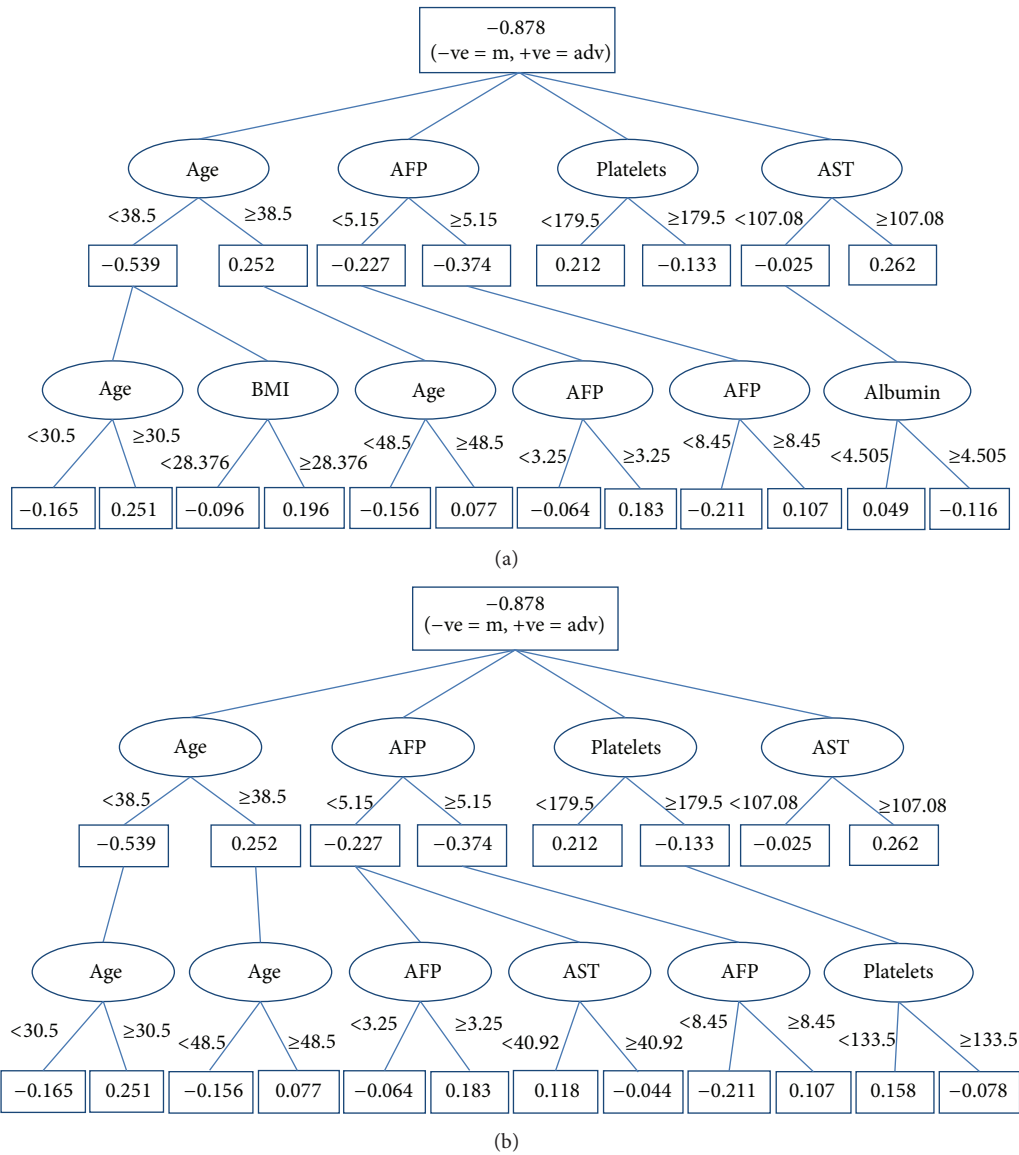 −0.878
(−ve = m, +ve = adv)
Age AFP Platelets AST
<38.5 ≥38.5 <5.15 ≥5.15 <179.5 ≥179.5 <107.08 ≥107.08
−0.539 0.252 −0.227 −0.374 0.212 −0.133 −0.025 0.262
Age BMI Age AFP AFP Albumin
<30.5 ≥30.5 <28.376 ≥28.376 <48.5 ≥48.5 <3.25 ≥3.25 <8.45 ≥8.45 <4.505 ≥4.505
−0.165 0.251 −0.096 0.196 −0.156 0.077 −0.064 0.183 −0.211 0.107 0.049 −0.116
(a)
−0.878
(−ve = m, +ve = adv)
Age AFP Platelets AST
<38.5 ≥38.5 <5.15 ≥5.15 <179.5 ≥179.5 <107.08 ≥107.08
−0.539 0.252 −0.227 −0.374 0.212 −0.133 −0.025 0.262
Age Age AFP AST AFP Platelets
<30.5 ≥30.5 <48.5 ≥48.5 <3.25 ≥3.25 <40.92 ≥40.92 <8.45 ≥8.45 <133.5 ≥133.5
−0.165 0.251 −0.156 0.077 −0.064 0.183 0.118 −0.044 −0.211 0.107 0.158 −0.078
(b)